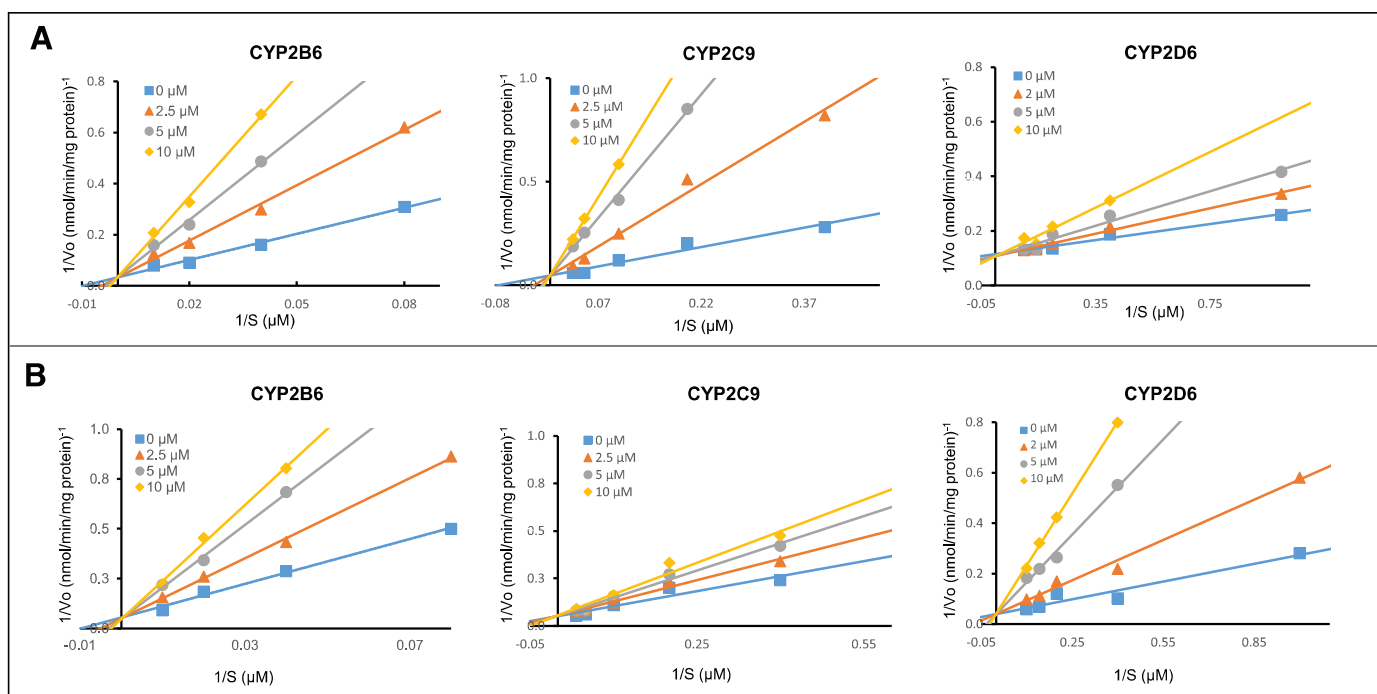 A
CYP2B6
1/Vo (nmol/min/mg protein)-1
0.8
0.6
0.4
0.2
0.0
0 µM
2.5 µM
5 µM
10 µM
-0.01
0.02
0.05
0.08
1/S (µM)
CYP2C9
1/Vo (nmol/min/mg protein)-1
1.0
0.5
0.0
0 µM
2.5 µM
5 µM
10 µM
-0.08
0.07
0.22
0.37
1/S (µM)
CYP2D6
1/Vo (nmol/min/mg protein)-1
0.8
0.6
0.4
0.2
0.0
0 µM
2 µM
5 µM
10 µM
-0.05
0.35
0.75
1/S (µM)
B
CYP2B6
1/Vo (nmol/min/mg protein)-1
1.0
0.8
0.5
0.3
0.0
0 µM
2.5 µM
5 µM
10 µM
-0.01
0.03
0.07
1/S (µM)
CYP2C9
1/Vo (nmol/min/mg protein)-1
1.0
0.8
0.5
0.3
0.0
0 µM
2.5 µM
5 µM
10 µM
-0.05
0.25
0.55
1/S (µM)
CYP2D6
1/Vo (nmol/min/mg protein)-1
0.8
0.6
0.4
0.2
0.0
0 µM
2 µM
5 µM
10 µM
-0.05
0.25
0.55
0.85
1/S (µM)